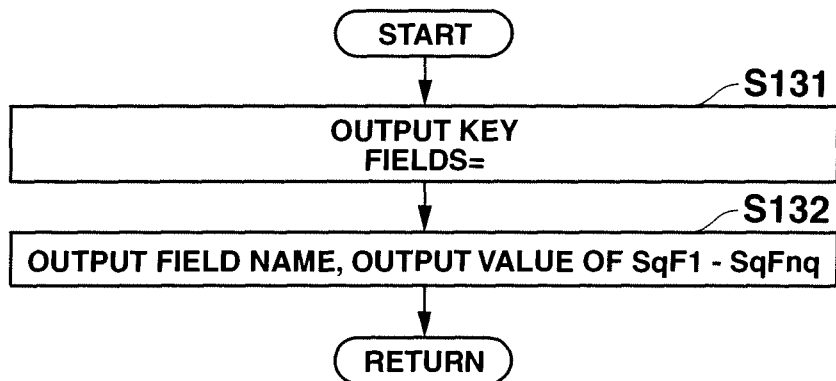 START
S131
OUTPUT KEY
FIELDS=
S132
OUTPUT FIELD NAME, OUTPUT VALUE OF SqF1 - SqFnq
RETURN